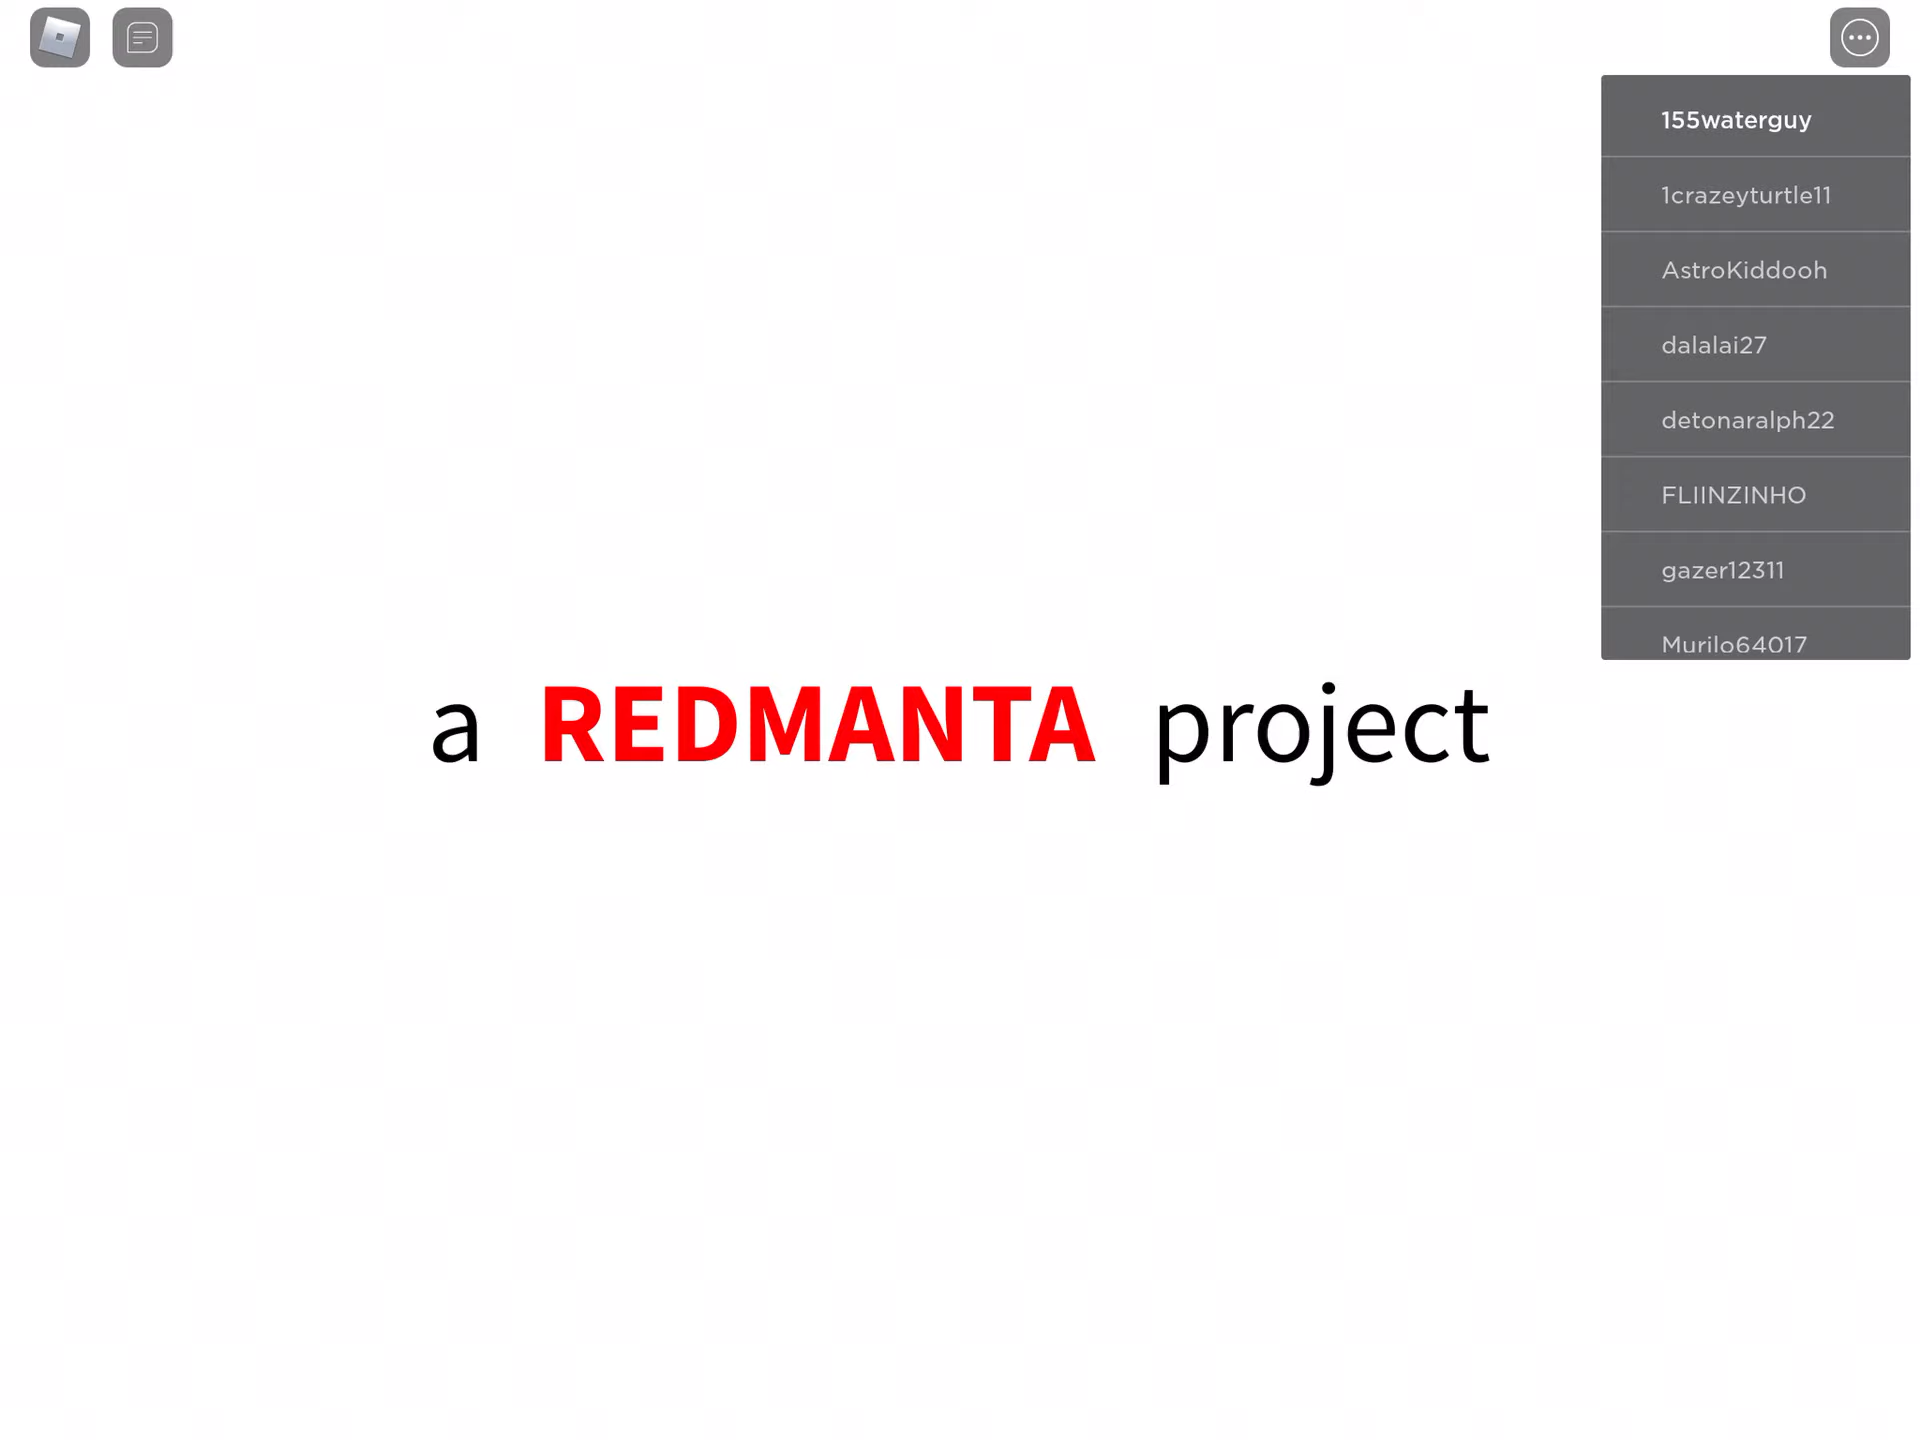 155waterguy
1crazeyturtle11
AstroKiddooh
dalalai27
detonaralph22
FLIINZINHO
gazer12311
Murilo64017
a REDMANTA project